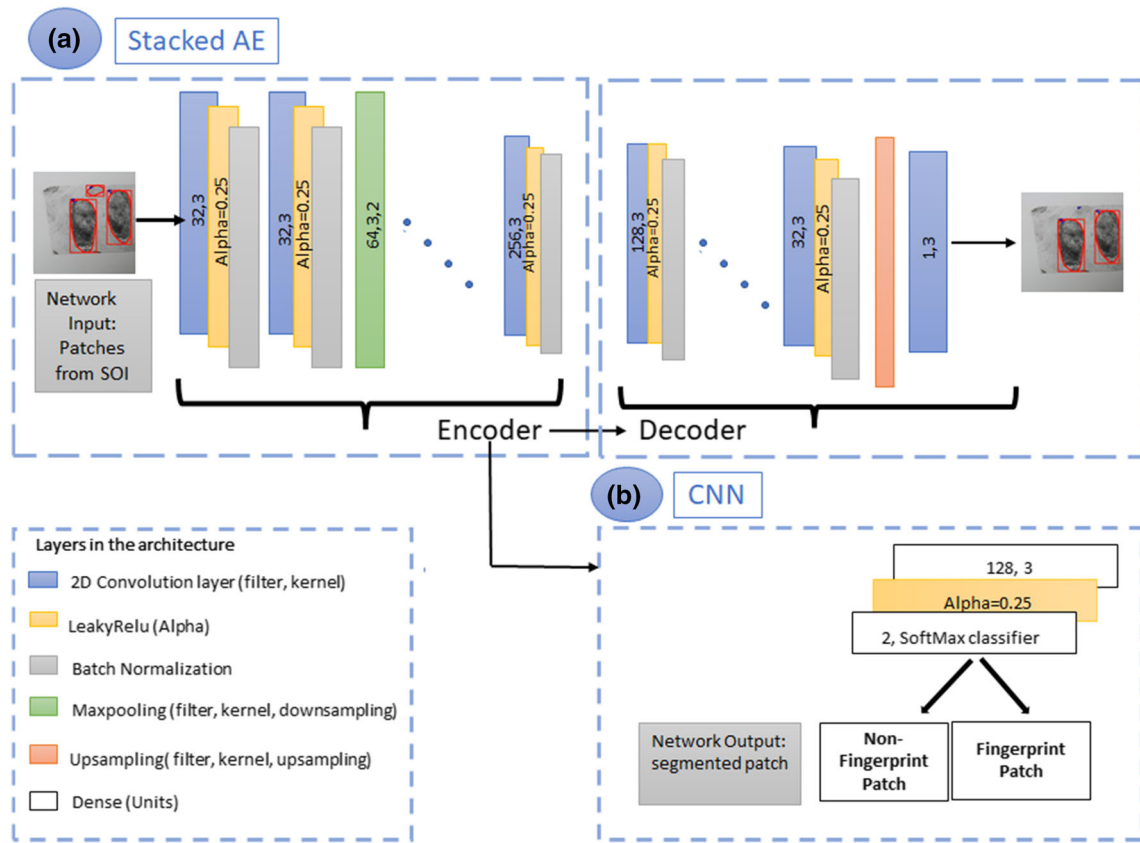 (a)
Stacked AE
Network
Input:
Patches
from SOI
32,3
Alpha=0.25
32,3
Alpha=0.25
64,3,2
256,3
Alpha=0.25
128,3
Alpha=0.25
32,3
Alpha=0.25
1,3
Encoder
Decoder
(b)
CNN
Layers in the architecture
2D Convolution layer (filter, kernel)
LeakyRelu (Alpha)
Batch Normalization
Maxpooling (filter, kernel, downsampling)
Upsampling( filter, kernel, upsampling)
Dense (Units)
128, 3
Alpha=0.25
2, SoftMax classifier
Network Output:
segmented patch
Non-
Fingerprint
Patch
Fingerprint
Patch